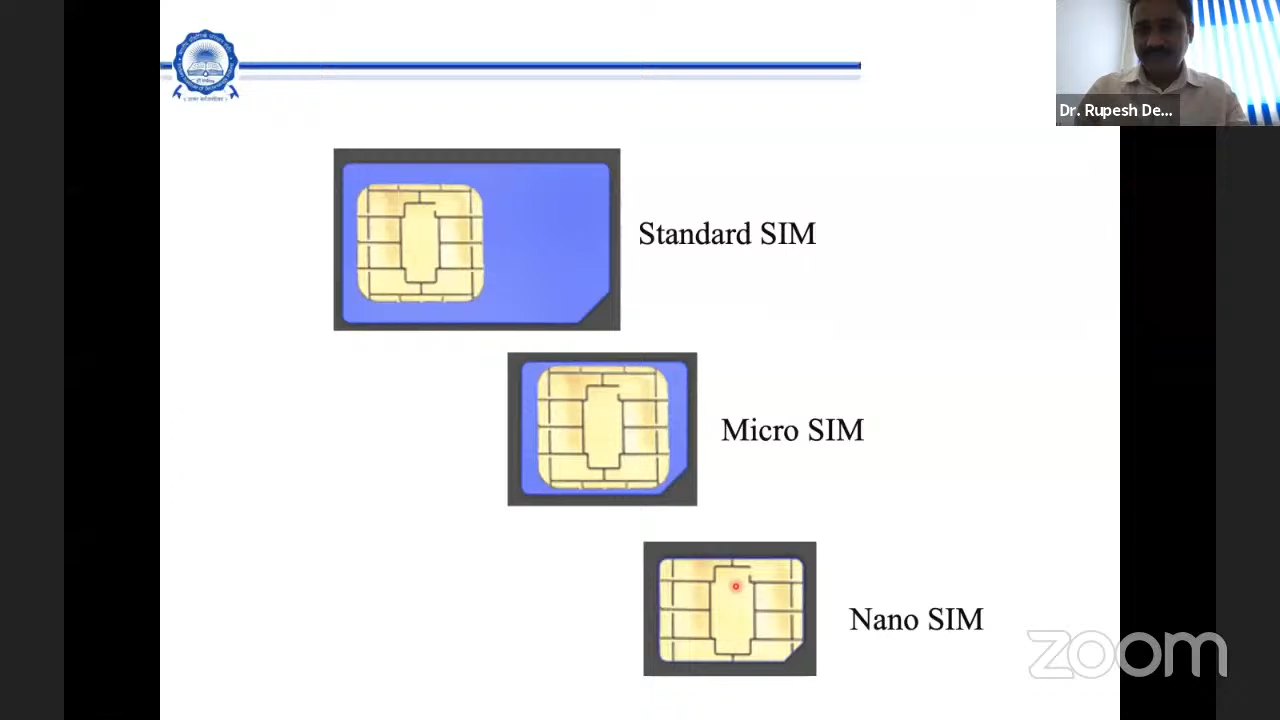 Dr. Rupesh De...
Standard SIM
Micro SIM
Nano SIM
zoom